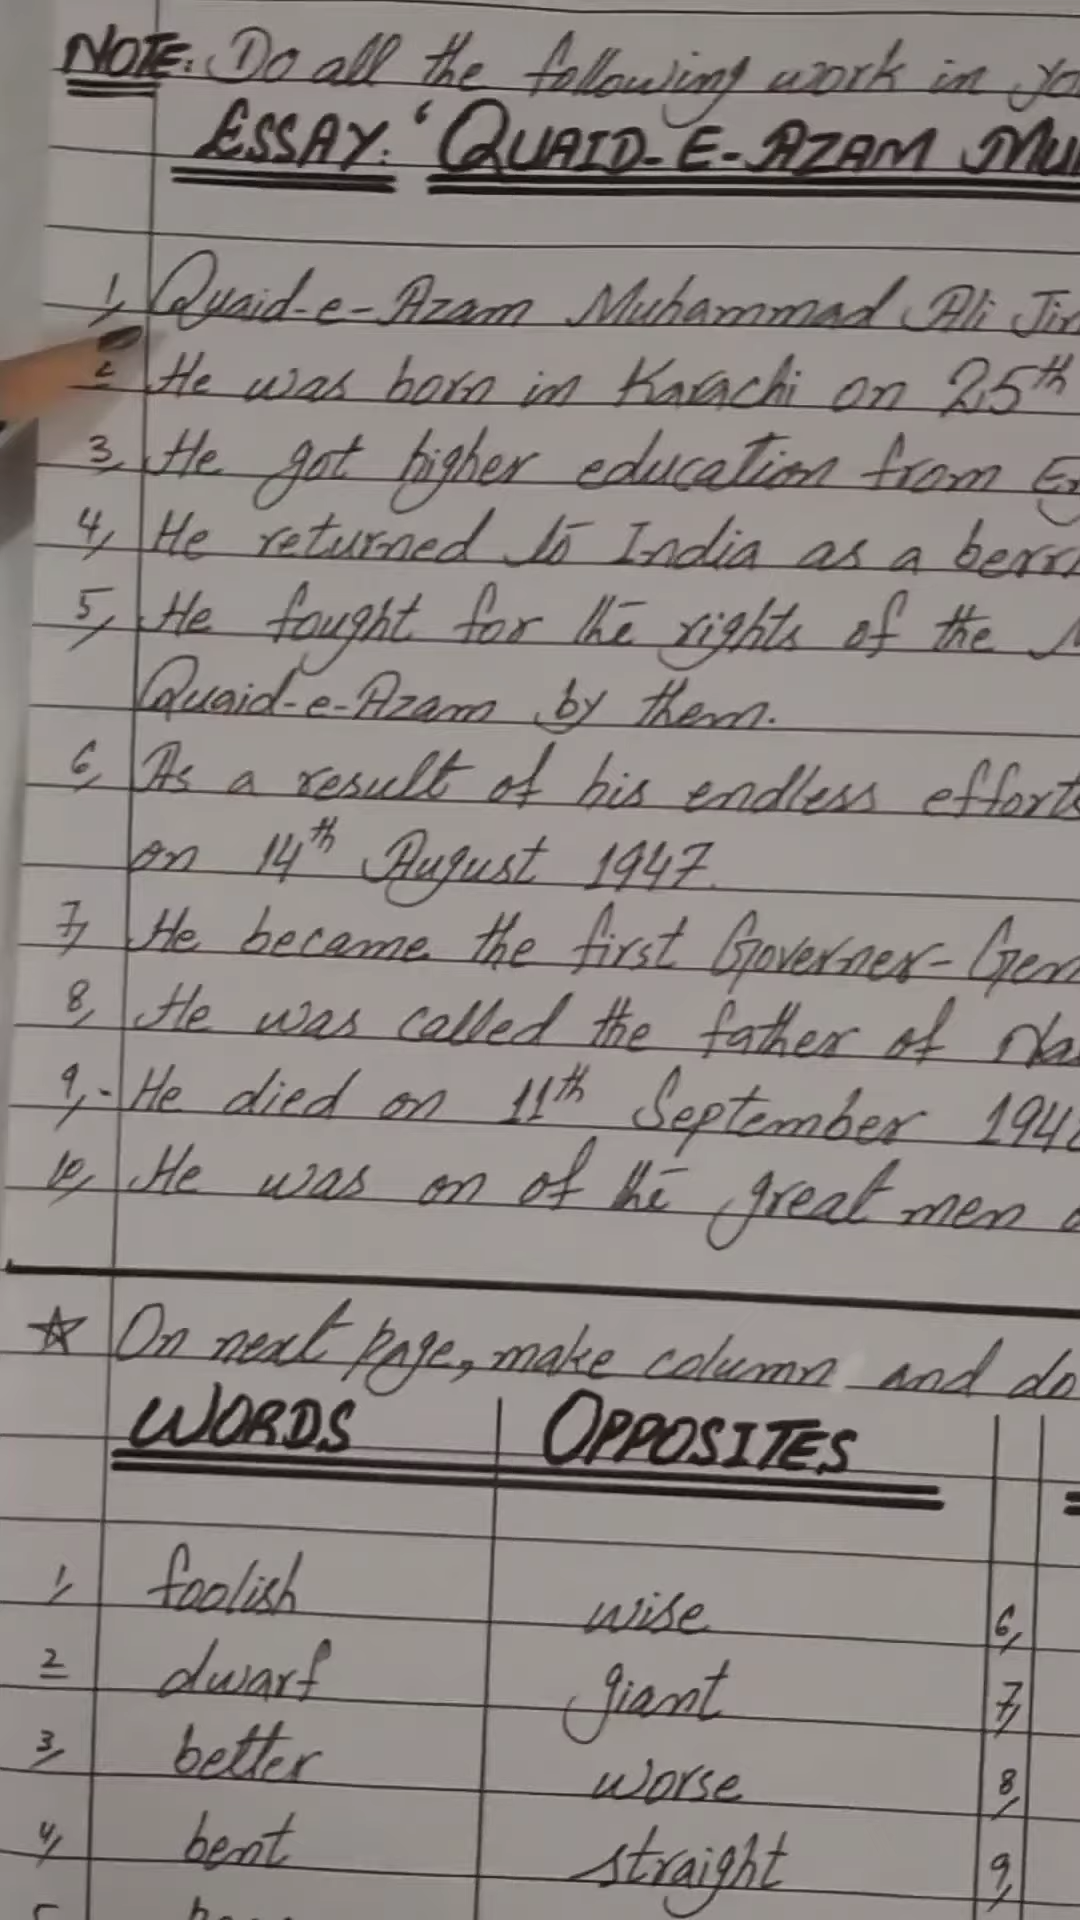 NOTE: Do all the following work in
ESSAY: "QUAID-E-AZAM
1, Quaid-e-Azam Muhammad Ali
2 He was born in Karachi on 25th
3, He got higher education from
4, He returned to India as a
5, He fought for the rights of the
Quaid-e-Azam by them.
6, As a result of his endless efforts
on 14th August 1947.
7, He became the first Governer-
8, He was called the father of
9,- He died on 11th September
10, He was on of the great men
☆ On next page, make column and do
WORDS OPPOSITES
1, foolish wise 6,
2 dwarf giant 7,
3, better worse 8,
4, bent straight 9,